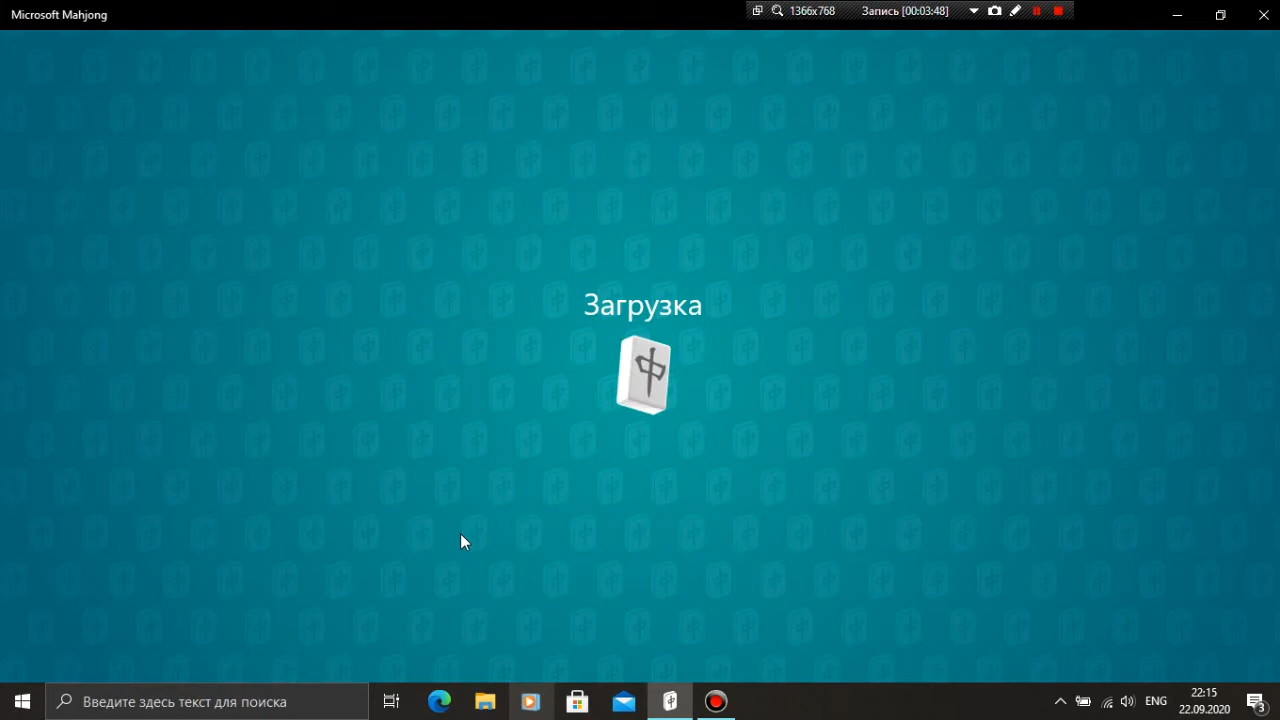 Microsoft Mahjong
1366x768
Запись [00:03:48]
Загрузка
中
Введите здесь текст для поиска
ENG
22:15
22.09.2020
3